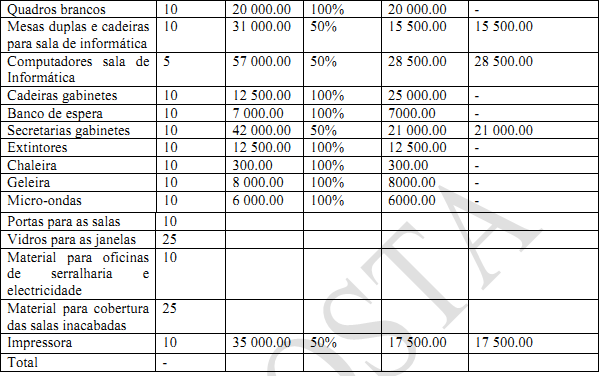 Quadros brancos 10 20 000.00 100% 20 000.00 -
Mesas duplas e cadeiras para sala de informática 10 31 000.00 50% 15 500.00 15 500.00
Computadores sala de Informática 5 57 000.00 50% 28 500.00 28 500.00
Cadeiras gabinetes 10 12 500.00 100% 25 000.00 -
Banco de espera 10 7 000.00 100% 7000.00 -
Secretarias gabinetes 10 42 000.00 50% 21 000.00 21 000.00
Extintores 10 12 500.00 100% 12 500.00 -
Chaleira 10 300.00 100% 300.00 -
Geleira 10 8 000.00 100% 8000.00 -
Micro-ondas 10 6 000.00 100% 6000.00 -
Portas para as salas 10
Vidros para as janelas 25
Material para oficinas de serralharia e electricidade 10
Material para cobertura das salas inacabadas 25
Impressora 10 35 000.00 50% 17 500.00 17 500.00
Total -
OSTA